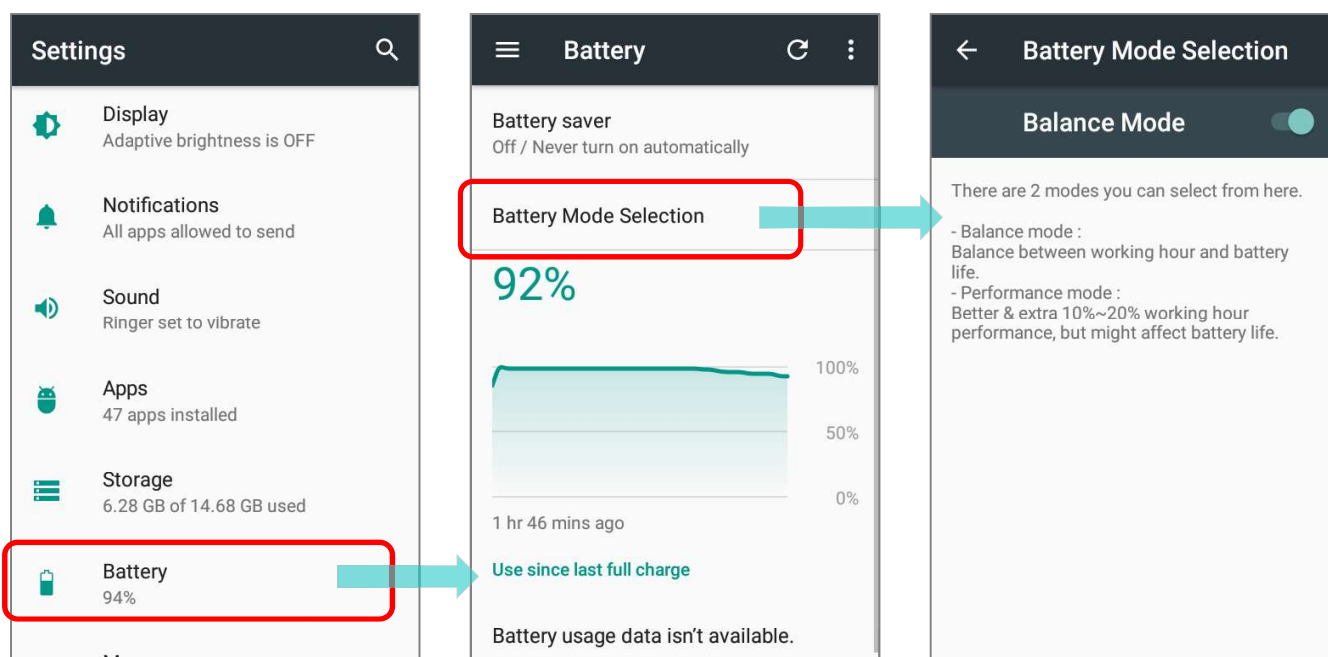 Settings
Display
Adaptive brightness is OFF
Notifications
All apps allowed to send
Sound
Ringer set to vibrate
Apps
47 apps installed
Storage
6.28 GB of 14.68 GB used
Battery
94%
Battery
Battery saver
Off / Never turn on automatically
Battery Mode Selection
92%
100%
50%
0%
1 hr 46 mins ago
Use since last full charge
Battery usage data isn't available.
Battery Mode Selection
Balance Mode
There are 2 modes you can select from here.
- Balance mode :
Balance between working hour and battery
life.
- Performance mode :
Better & extra 10%~20% working hour
performance, but might affect battery life.